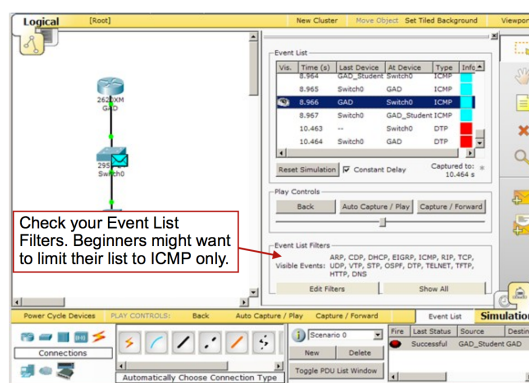 Logical [Root] New Cluster Move Object Set Tiled Background Viewpor
Event List
Vis. Time (s) Last Device At Device Type Info
8.964 GAD_Student Switch0 ICMP
8.965 Switch0 GAD ICMP
8.966 GAD Switch0 ICMP
8.967 Switch0 GAD_Student ICMP
10.463 -- Switch0 DTP
10.464 Switch0 GAD DTP
Reset Simulation Constant Delay Captured to:
10.464 s
Play Controls
Back Auto Capture / Play Capture / Forward
Event List Filters
Visible Events: ARP, CDP, DHCP, EIGRP, ICMP, RIP, TCP,
UDP, VTP, STP, OSPF, DTP, TELNET, TFTP,
HTTP, DNS
Edit Filters Show All
GAD
Switch0
Check your Event List
Filters. Beginners might want
to limit their list to ICMP only.
Power Cycle Devices PLAY CONTROLS: Back Auto Capture / Play Capture / Forward Event List Simulation
Connections
Automatically Choose Connection Type
Scenario 0
New Delete
Toggle PDU List Window
Fire Last Status Source Destin
Successful GAD_Student GAD